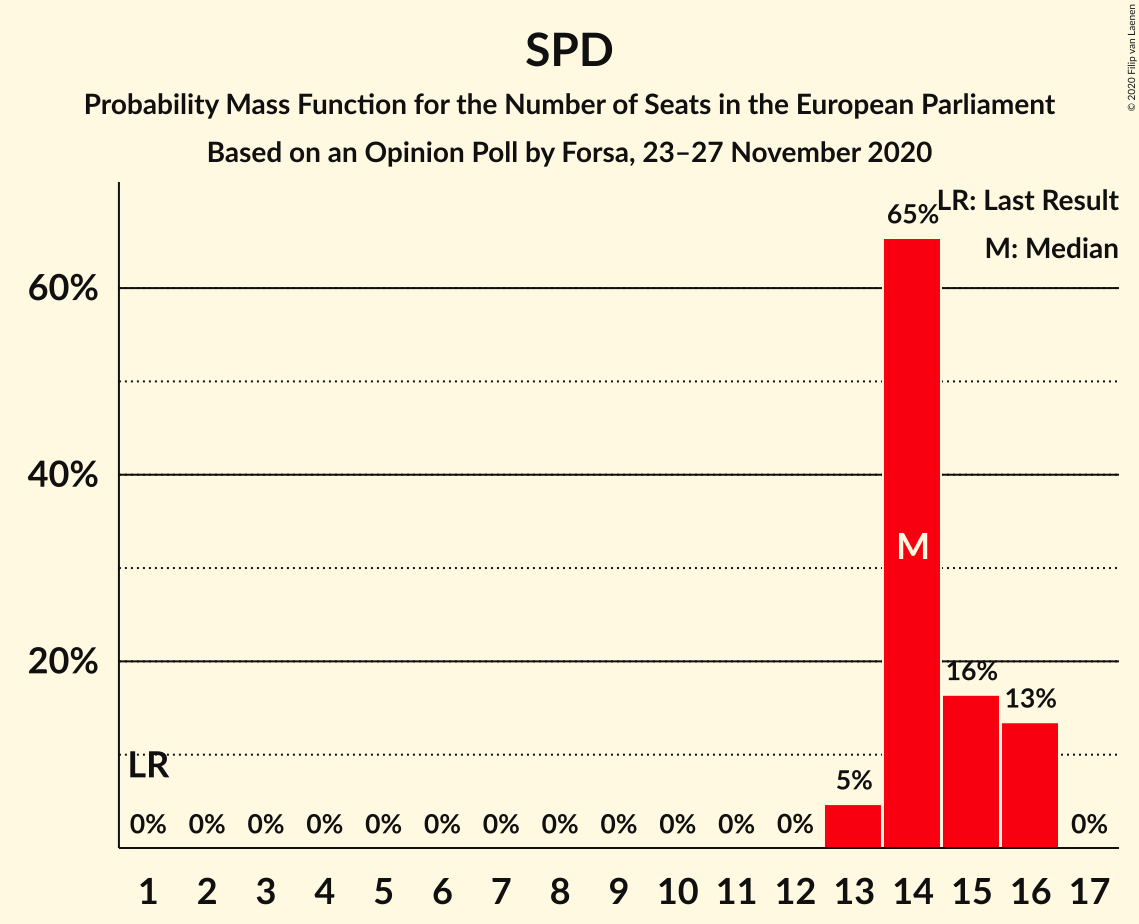 SPD
Probability Mass Function for the Number of Seats in the European Parliament
Based on an Opinion Poll by Forsa, 23–27 November 2020
© 2020 Filip van Laenen
LR: Last Result
M: Median
65%
60%
40%
M
20%
16%
13%
LR
5%
0% 0% 0% 0% 0% 0% 0% 0% 0% 0% 0% 0% 0%
1 2 3 4 5 6 7 8 9 10 11 12 13 14 15 16 17